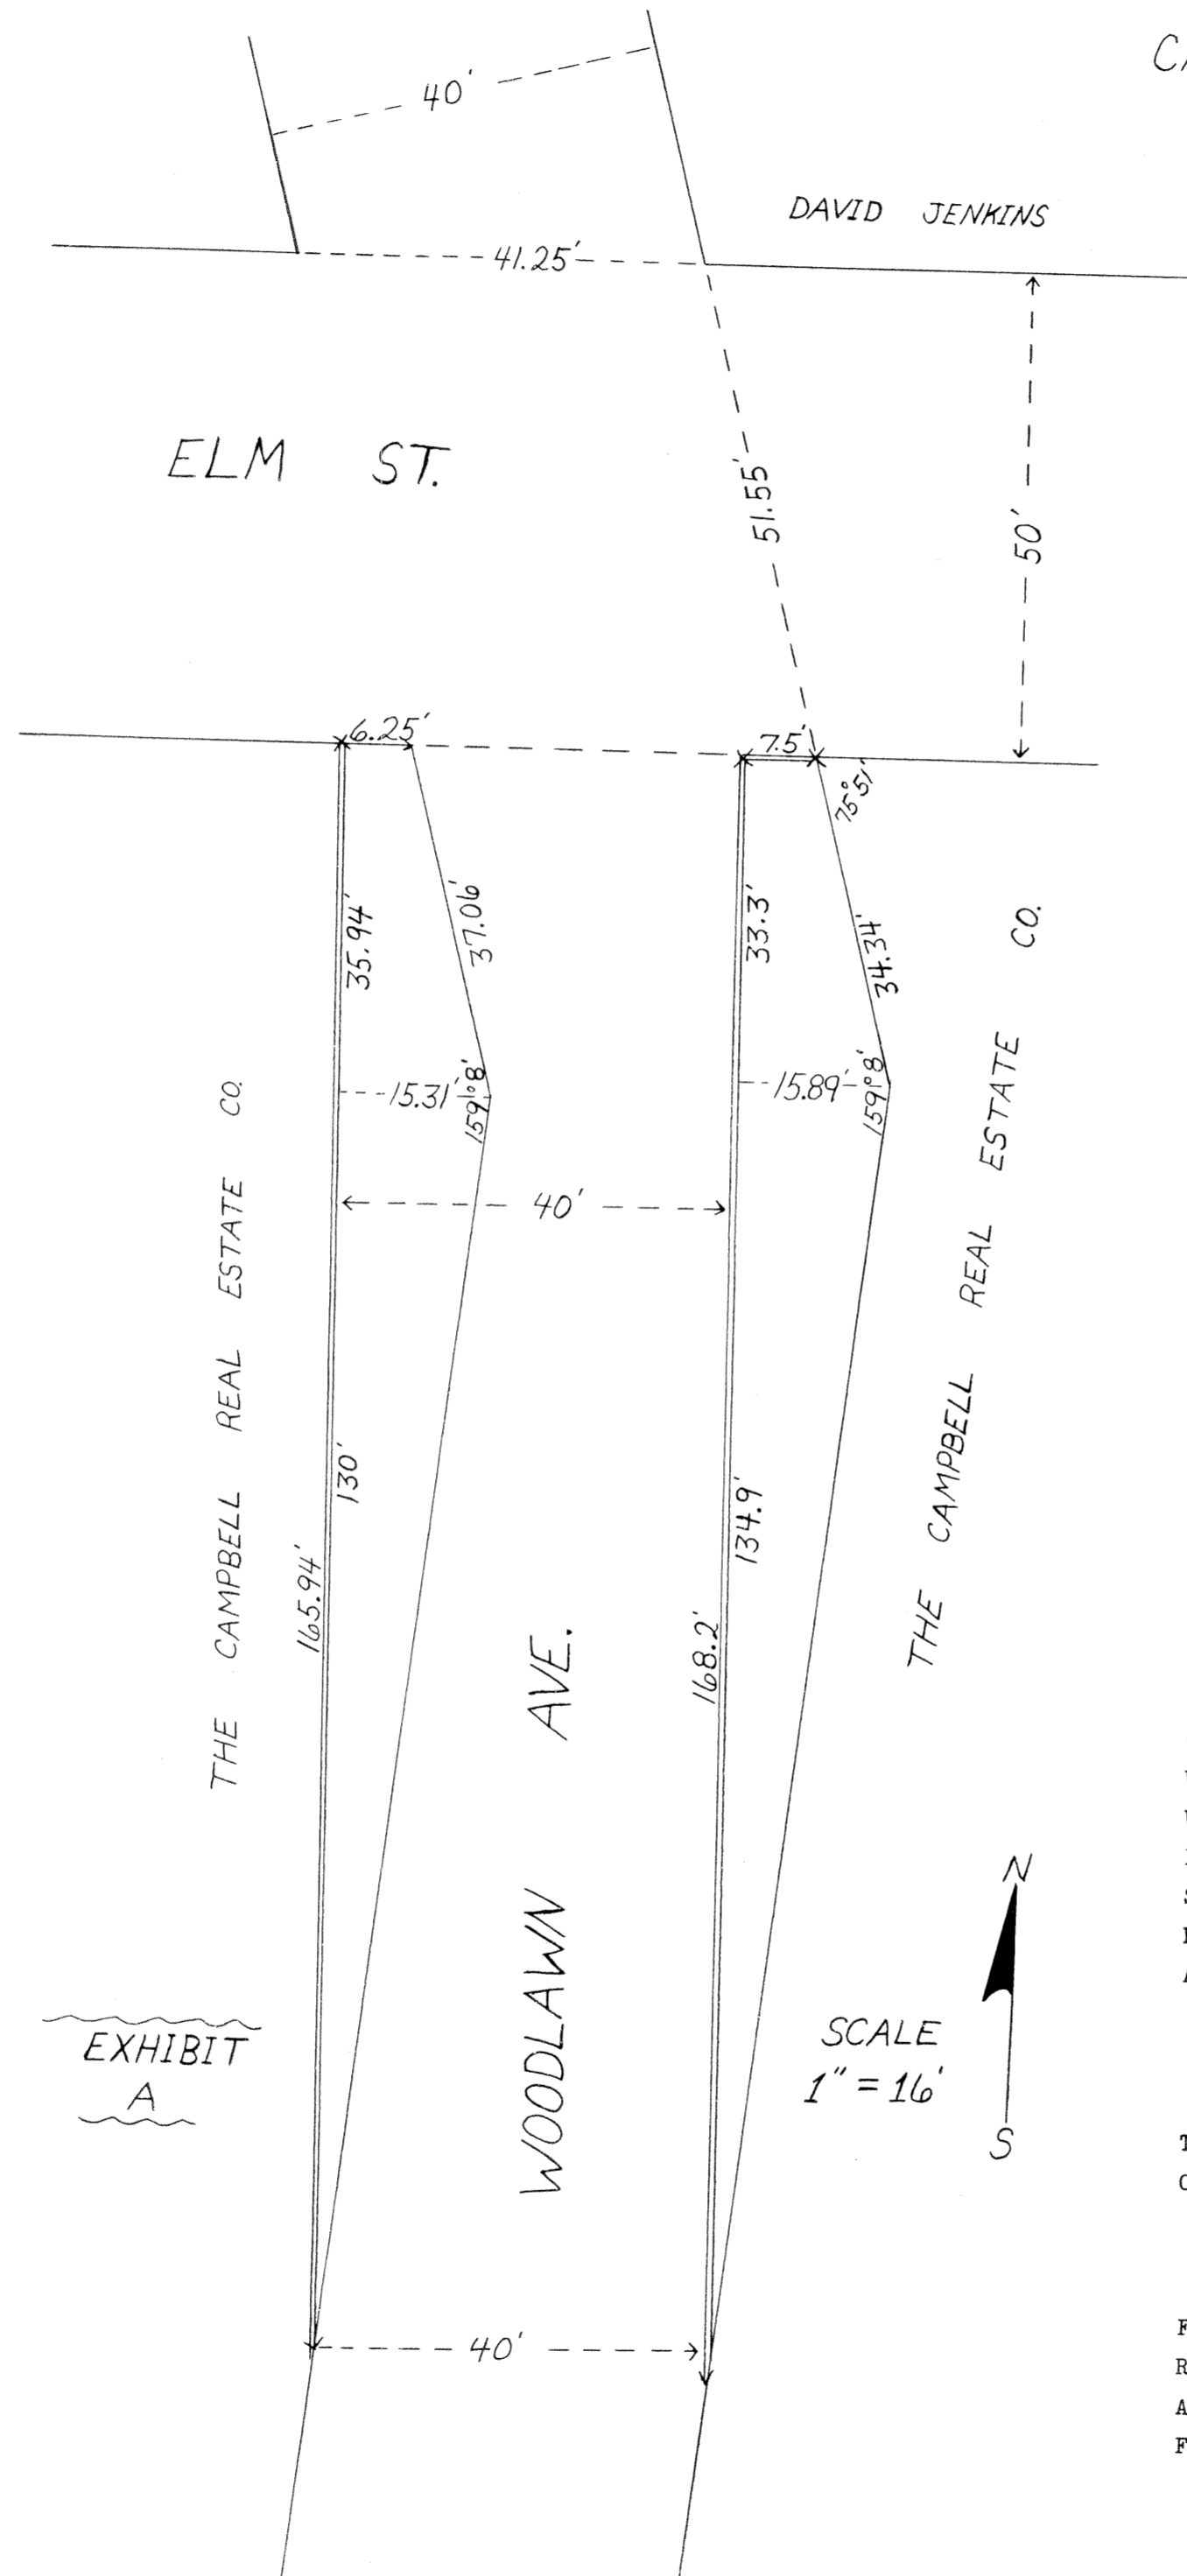 40'
DAVID JENKINS
41.25'
ELM ST.
51.55'
50'
6.25'
7.5'
75°51'
35.94'
37.06'
33.3'
34.34'
15.31'
159°8'
15.89'
159°8'
40'
THE CAMPBELL REAL ESTATE CO.
THE CAMPBELL REAL ESTATE CO.
130'
165.94'
134.9'
168.2'
WOODLAWN AVE.
N
S
SCALE
1" = 16'
EXHIBIT
A
40'